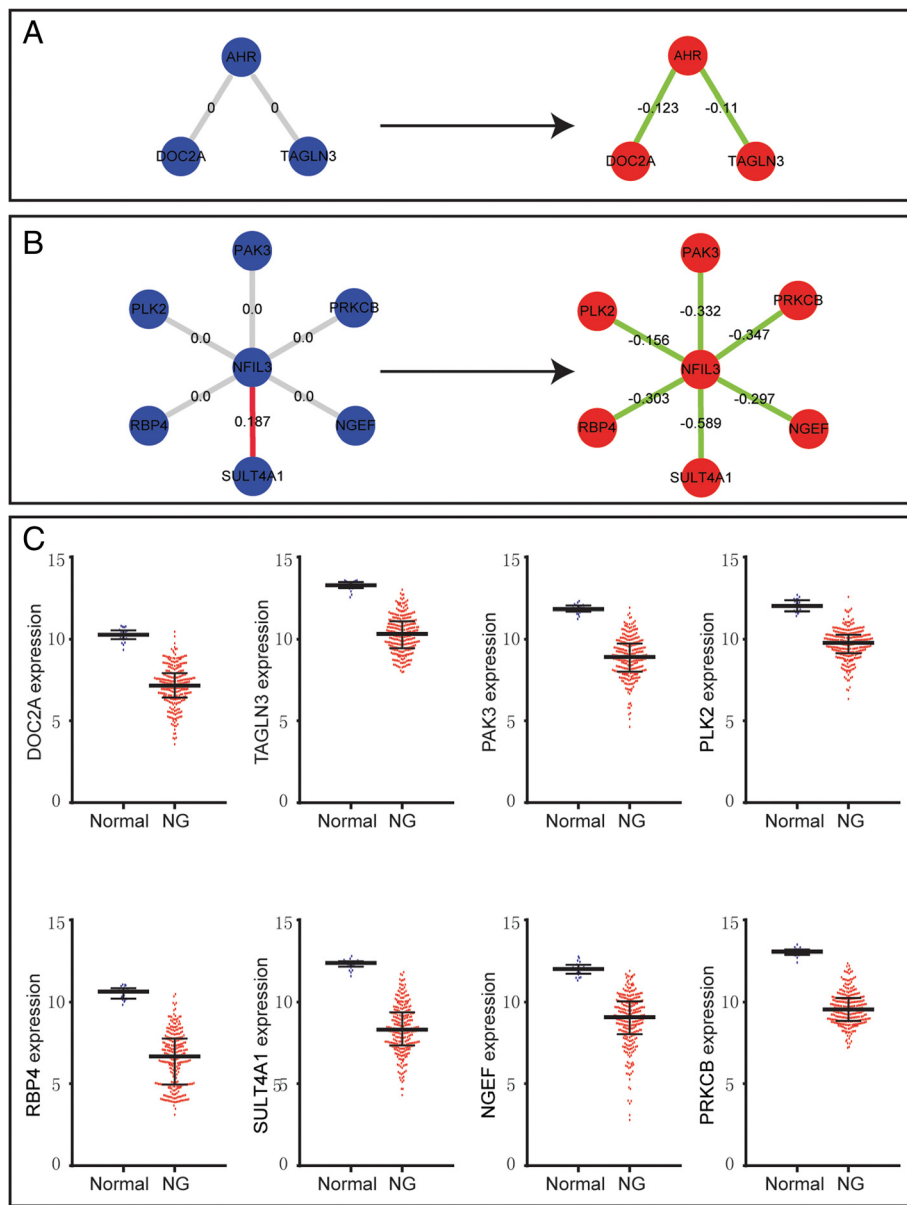 A
AHR
0 0
DOC2A TAGLN3
AHR
-0.123 -0.11
DOC2A TAGLN3
B
PAK3
PLK2 PRKCB
0.0
0.0 0.0
NFIL3
0.0 0.0
RBP4 0.187 NGEF
SULT4A1
PAK3
PLK2 PRKCB
-0.332
-0.156 -0.347
NFIL3
-0.303 -0.297
RBP4 -0.589 NGEF
SULT4A1
C
DOC2A expression
15
10
5
0
Normal NG
TAGLN3 expression
15
10
5
0
Normal NG
PAK3 expression
15
10
5
0
Normal NG
PLK2 expression
15
10
5
0
Normal NG
RBP4 expression
15
10
5
0
Normal NG
SULT4A1 expression
15
10
5
0
Normal NG
NGEF expression
15
10
5
0
Normal NG
PRKCB expression
15
10
5
0
Normal NG